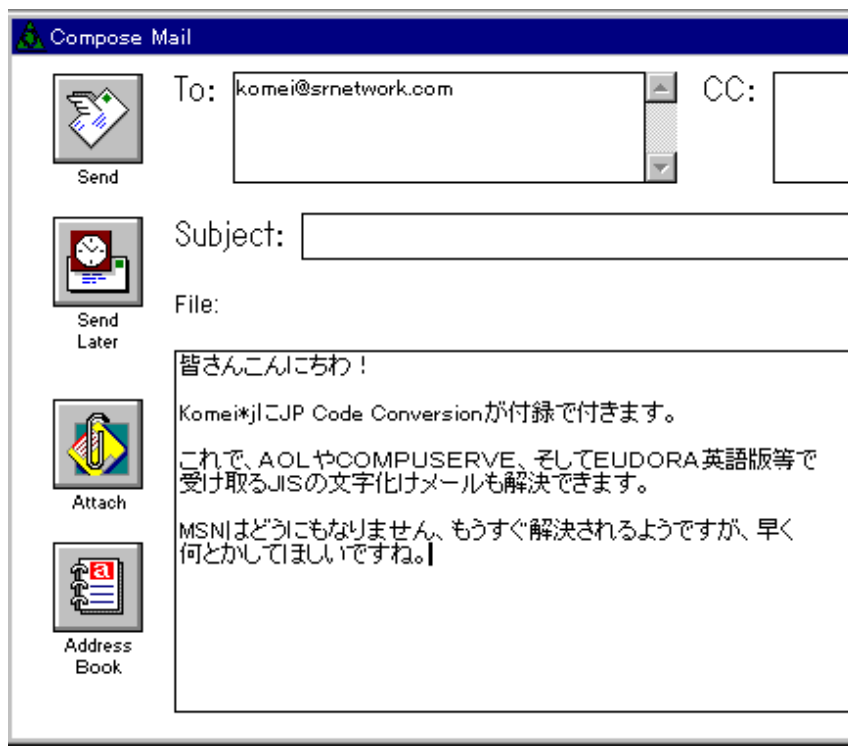 Compose Mail
To:
komei@srnetwork.com
CC:
Send
Subject:
Send
Later
File:
皆さんこんにちわ！
Komei*jにJP Code Conversionが付録で付きます。
これで、ＡＯＬやCOMPUSERVE、そしてEUDORA英語版等で
受け取るJISの文字化けメールも解決できます。
MSNはどうにもなりません、もうすぐ解決されるようですが、早く
何とかしてほしいですね。
Attach
Address
Book